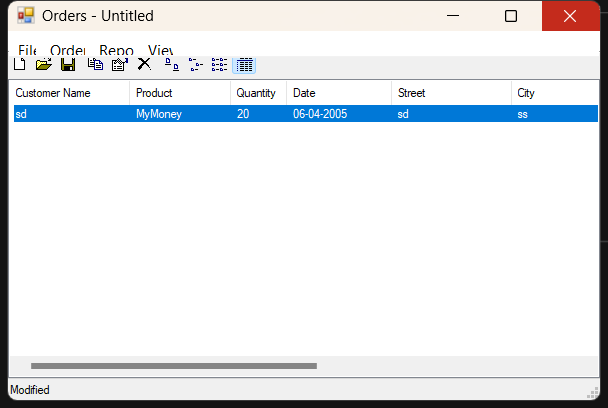 Orders - Untitled
File Order Repo View
Customer Name Product Quantity Date Street City
sd MyMoney 20 06-04-2005 sd ss
Modified